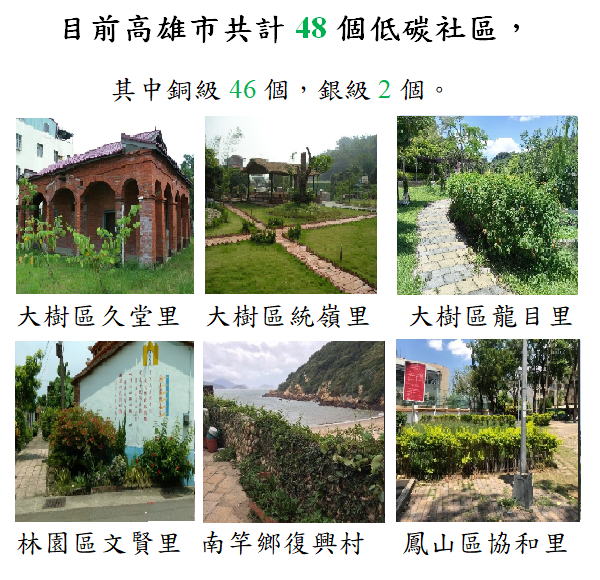 目前高雄市共計 48 個低碳社區，
其中銅級 46 個，銀級 2 個。
大樹區久堂里 大樹區統嶺里 大樹區龍目里
林園區文賢里 南竿鄉復興村 鳳山區協和里